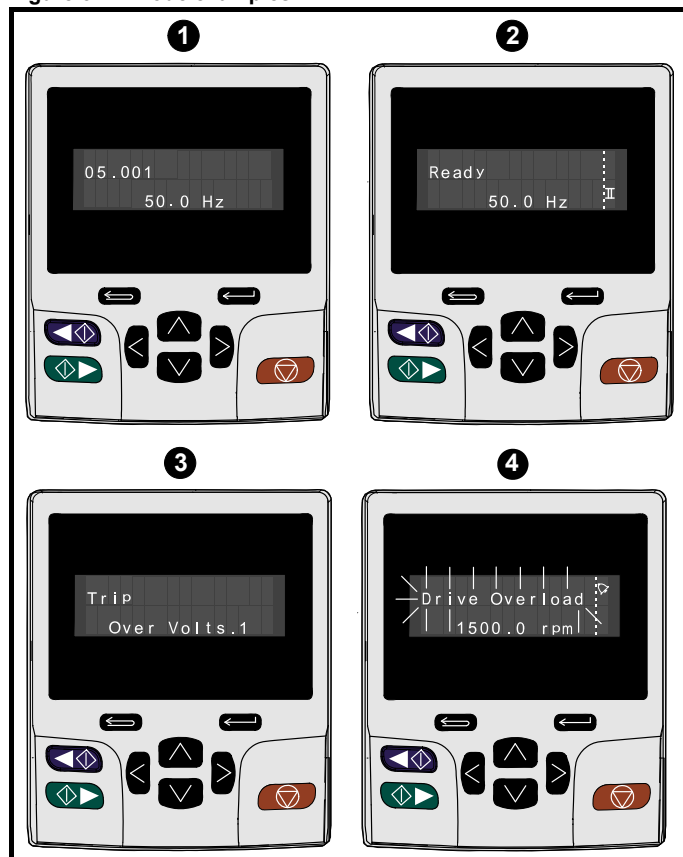 1
2
05.001
50.0 Hz
Ready
50.0 Hz
3
4
Trip
Over Volts.1
Drive Overload
1500.0 rpm